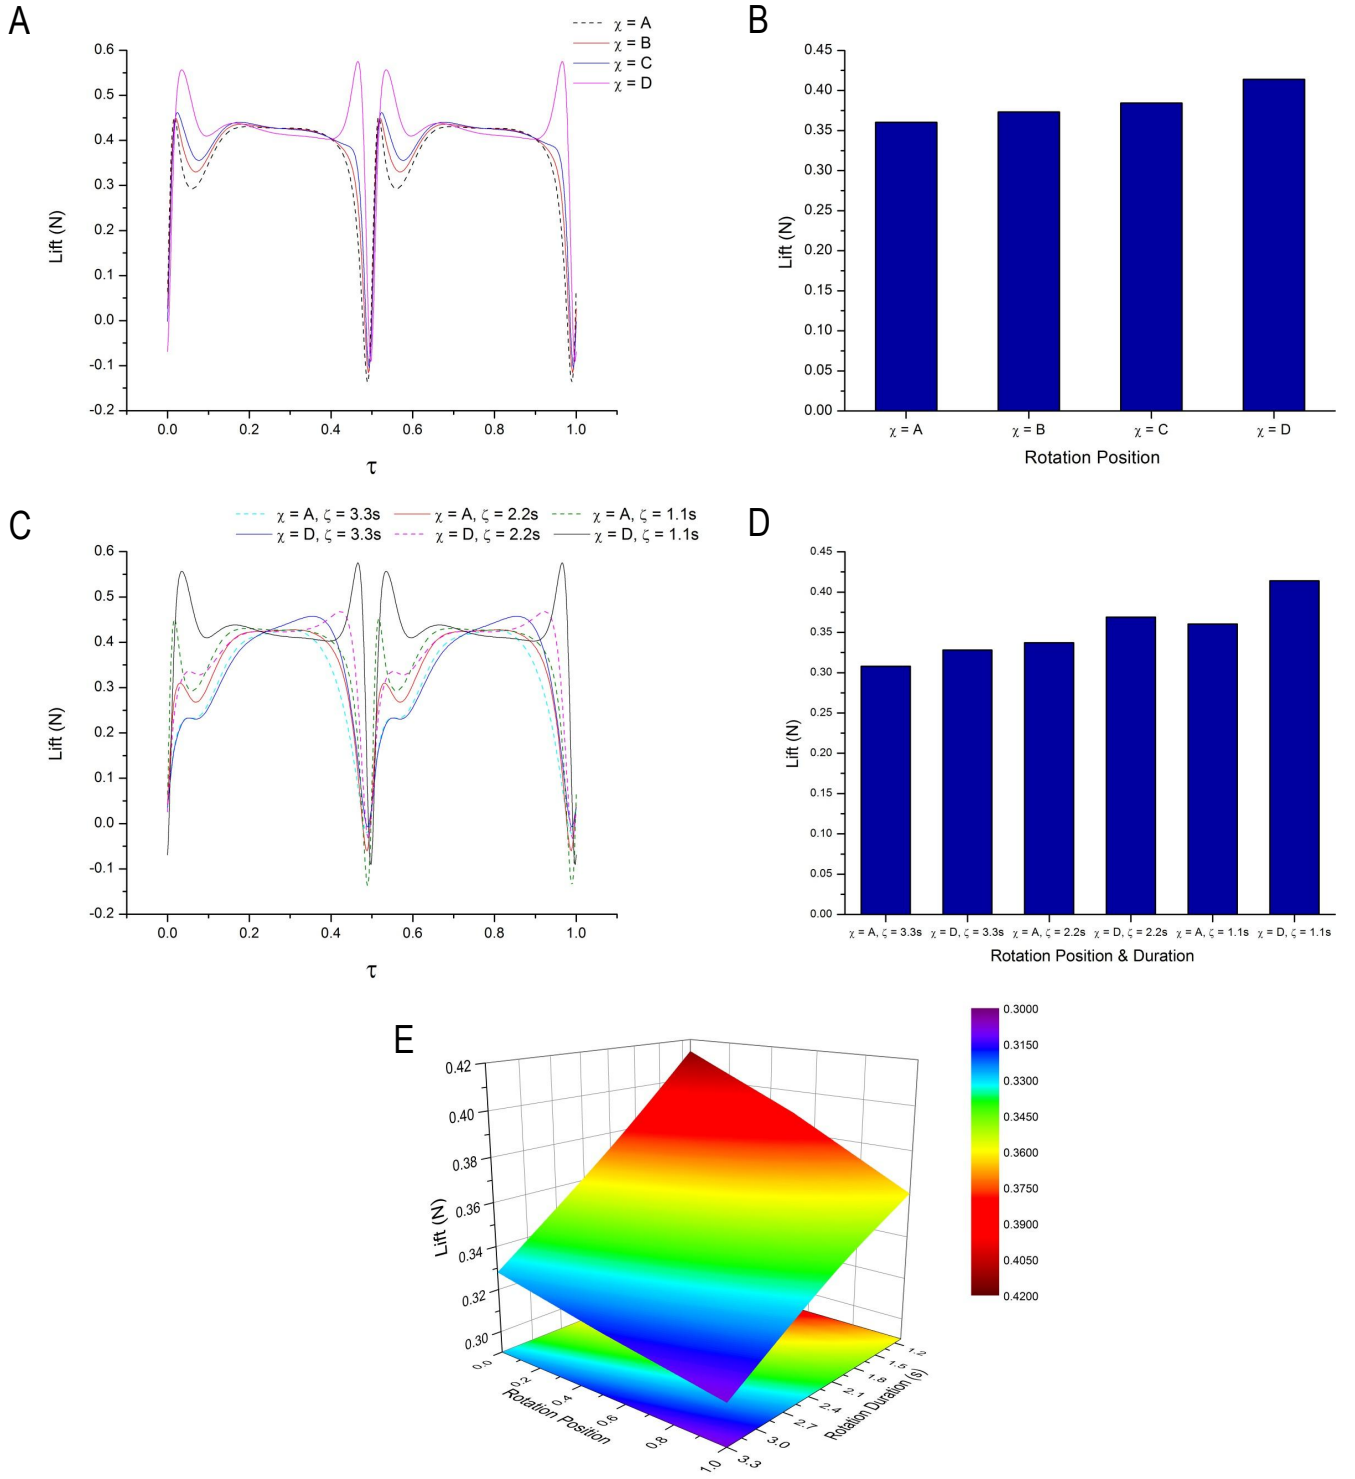 A
χ = A
χ = B
χ = C
χ = D
0.6
0.5
0.4
0.3
0.2
0.1
0.0
-0.1
-0.2
Lift (N)
0.0 0.2 0.4 0.6 0.8 1.0
τ
B
0.45
0.40
0.35
0.30
0.25
0.20
0.15
0.10
0.05
0.00
Lift (N)
χ = A χ = B χ = C χ = D
Rotation Position
C
χ = A, ζ = 3.3s χ = A, ζ = 2.2s χ = A, ζ = 1.1s
χ = D, ζ = 3.3s χ = D, ζ = 2.2s χ = D, ζ = 1.1s
0.6
0.5
0.4
0.3
0.2
0.1
0.0
-0.1
-0.2
Lift (N)
0.0 0.2 0.4 0.6 0.8 1.0
τ
D
0.45
0.40
0.35
0.30
0.25
0.20
0.15
0.10
0.05
0.00
Lift (N)
χ = A, ζ = 3.3s χ = D, ζ = 3.3s χ = A, ζ = 2.2s χ = D, ζ = 2.2s χ = A, ζ = 1.1s χ = D, ζ = 1.1s
Rotation Position & Duration
E
0.42
0.40
0.38
0.36
0.34
0.32
0.30
Lift (N)
0.0
0.2
0.4
0.6
0.8
1.0
Rotation Position
1.2
1.5
1.8
2.1
2.4
2.7
3.0
3.3
Rotation Duration (s)
0.3000
0.3150
0.3300
0.3450
0.3600
0.3750
0.3900
0.4050
0.4200